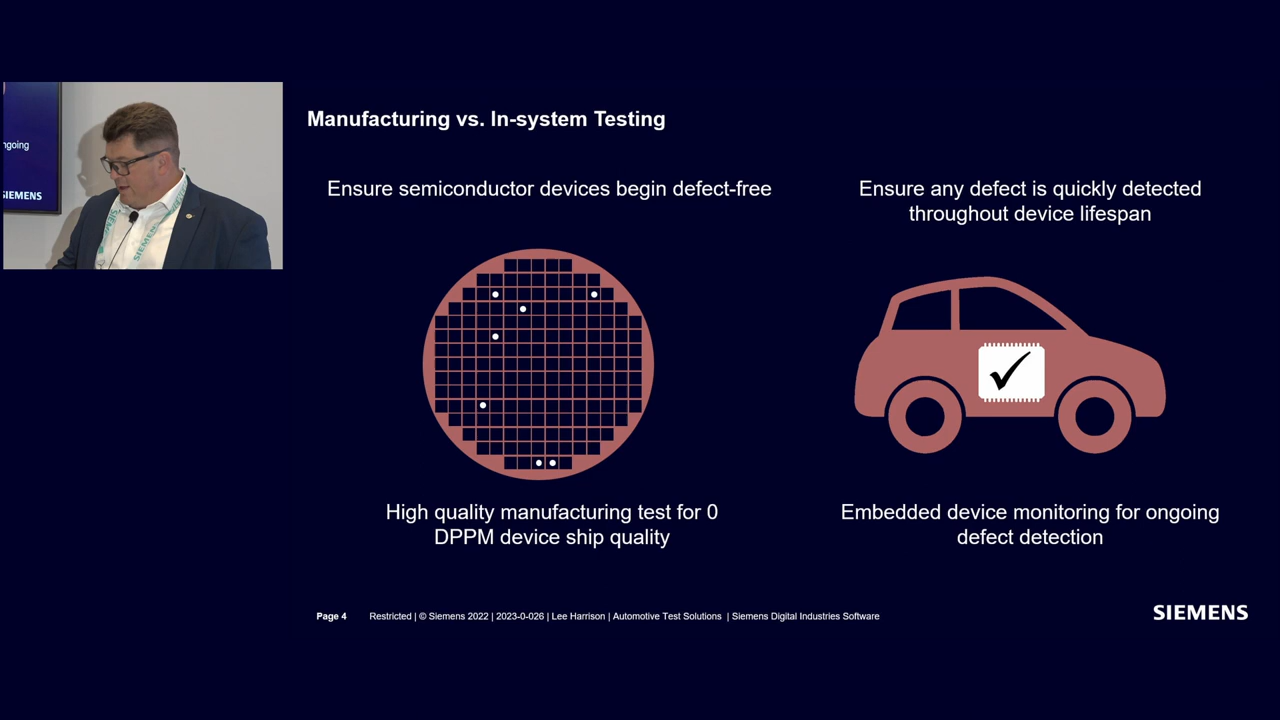 ngoing
SIEMENS
SIEMENS
Manufacturing vs. In-system Testing
Ensure semiconductor devices begin defect-free
Ensure any defect is quickly detected
throughout device lifespan
High quality manufacturing test for 0
DPPM device ship quality
Embedded device monitoring for ongoing
defect detection
Page 4
Restricted | © Siemens 2022 | 2023-0-026 | Lee Harrison | Automotive Test Solutions | Siemens Digital Industries Software
SIEMENS